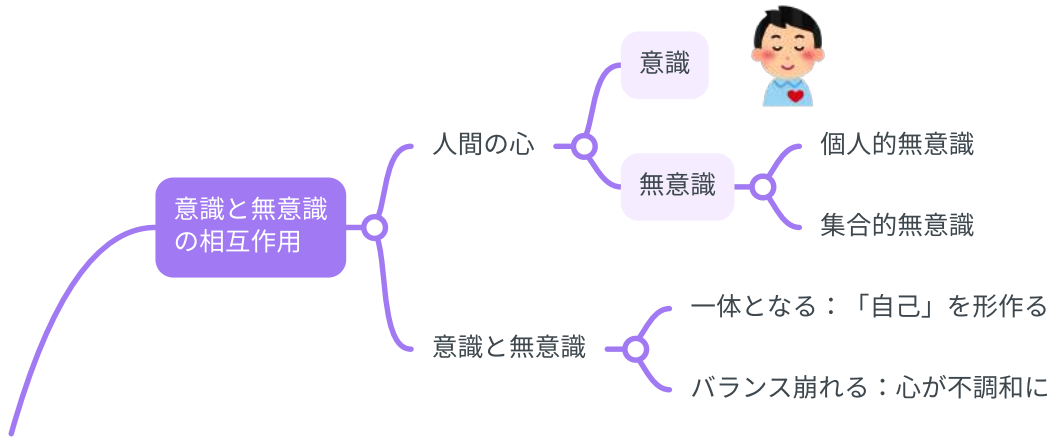 意識と無意識
の相互作用
人間の心
意識
無意識
個人的無意識
集合的無意識
意識と無意識
一体となる：「自己」を形作る
バランス崩れる：心が不調和に